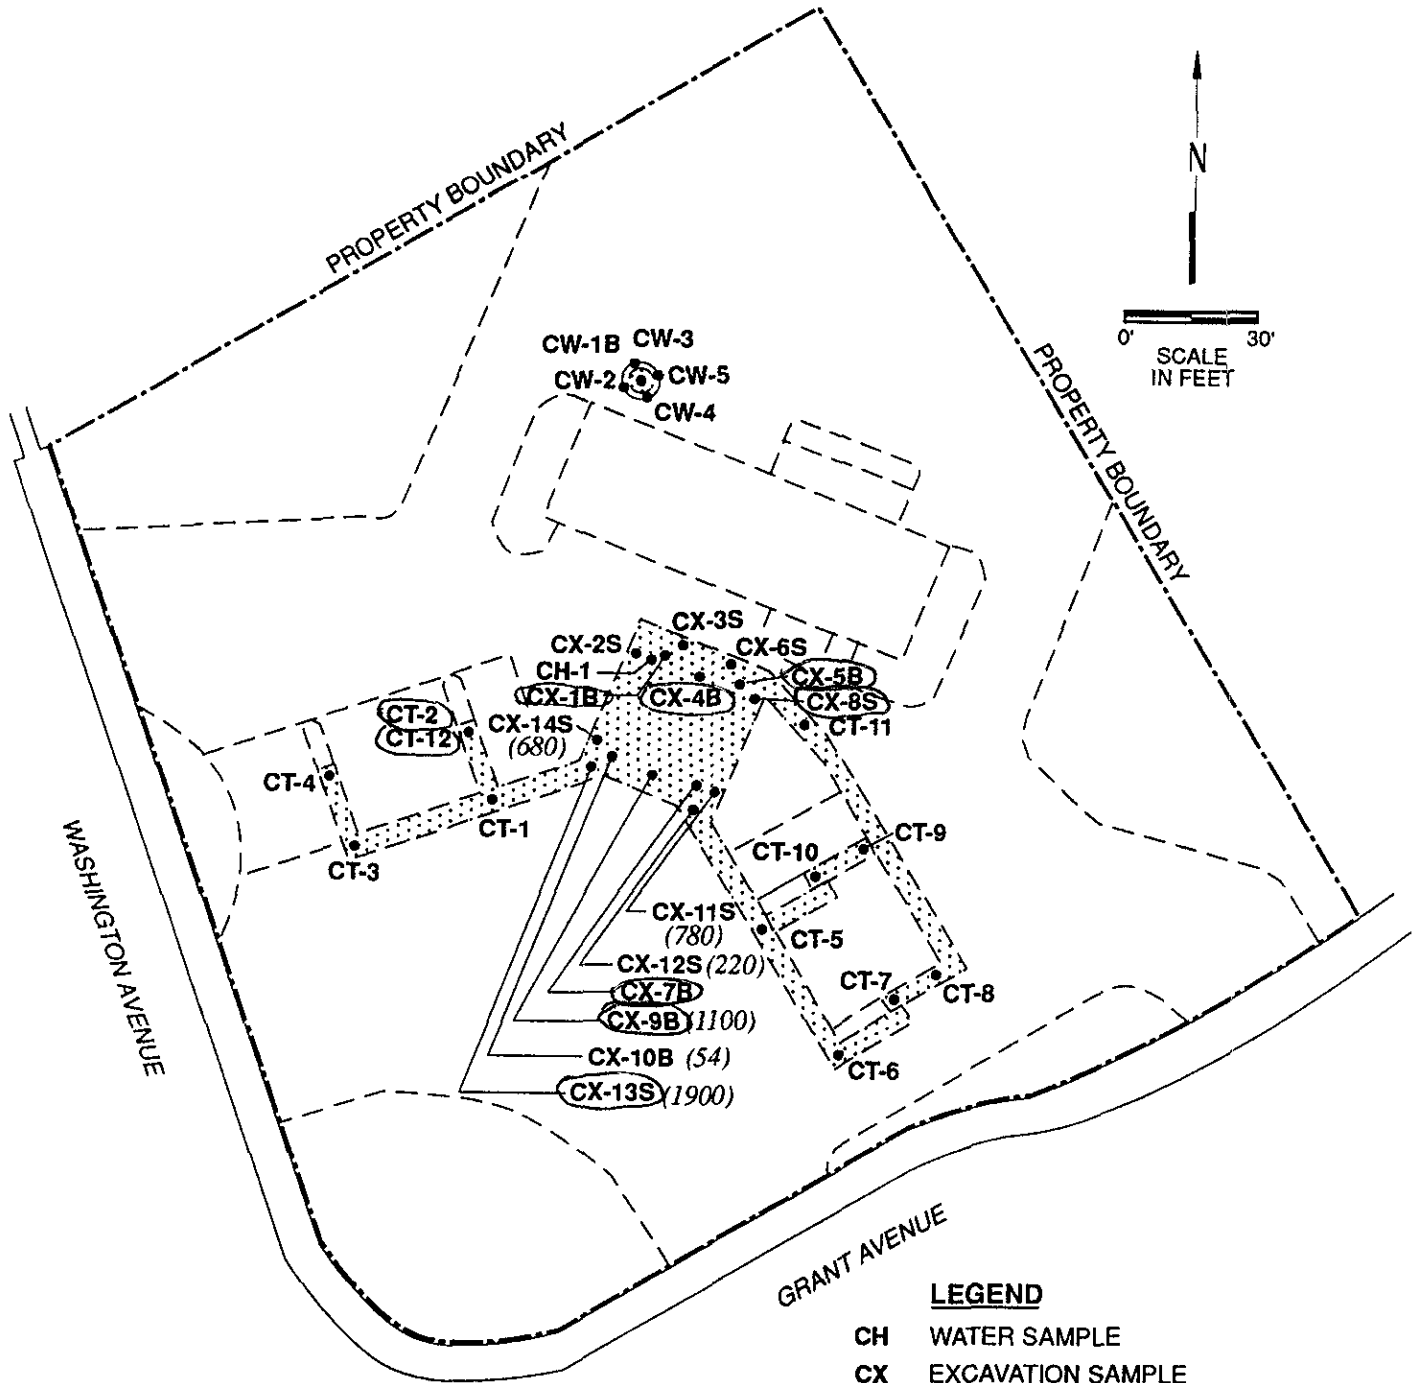 PROPERTY BOUNDARY
N
0' 30'
SCALE
IN FEET
CW-1B CW-3
CW-2 CW-5
CW-4
PROPERTY BOUNDARY
CX-3S
CX-2S CX-6S
CH-1 CX-5B
CX-1B CX-4B CX-8S
CT-2 CX-14S CT-11
CT-12 (680)
CT-4
CT-1
CT-3
CT-9
CT-10
WASHINGTON AVENUE
CX-11S
(780) CT-5
CX-12S (220)
CX-7B CT-7 CT-8
CX-9B (1100)
CX-10B (54) CT-6
CX-13S (1900)
GRANT AVENUE
LEGEND
CH WATER SAMPLE
CX EXCAVATION SAMPLE